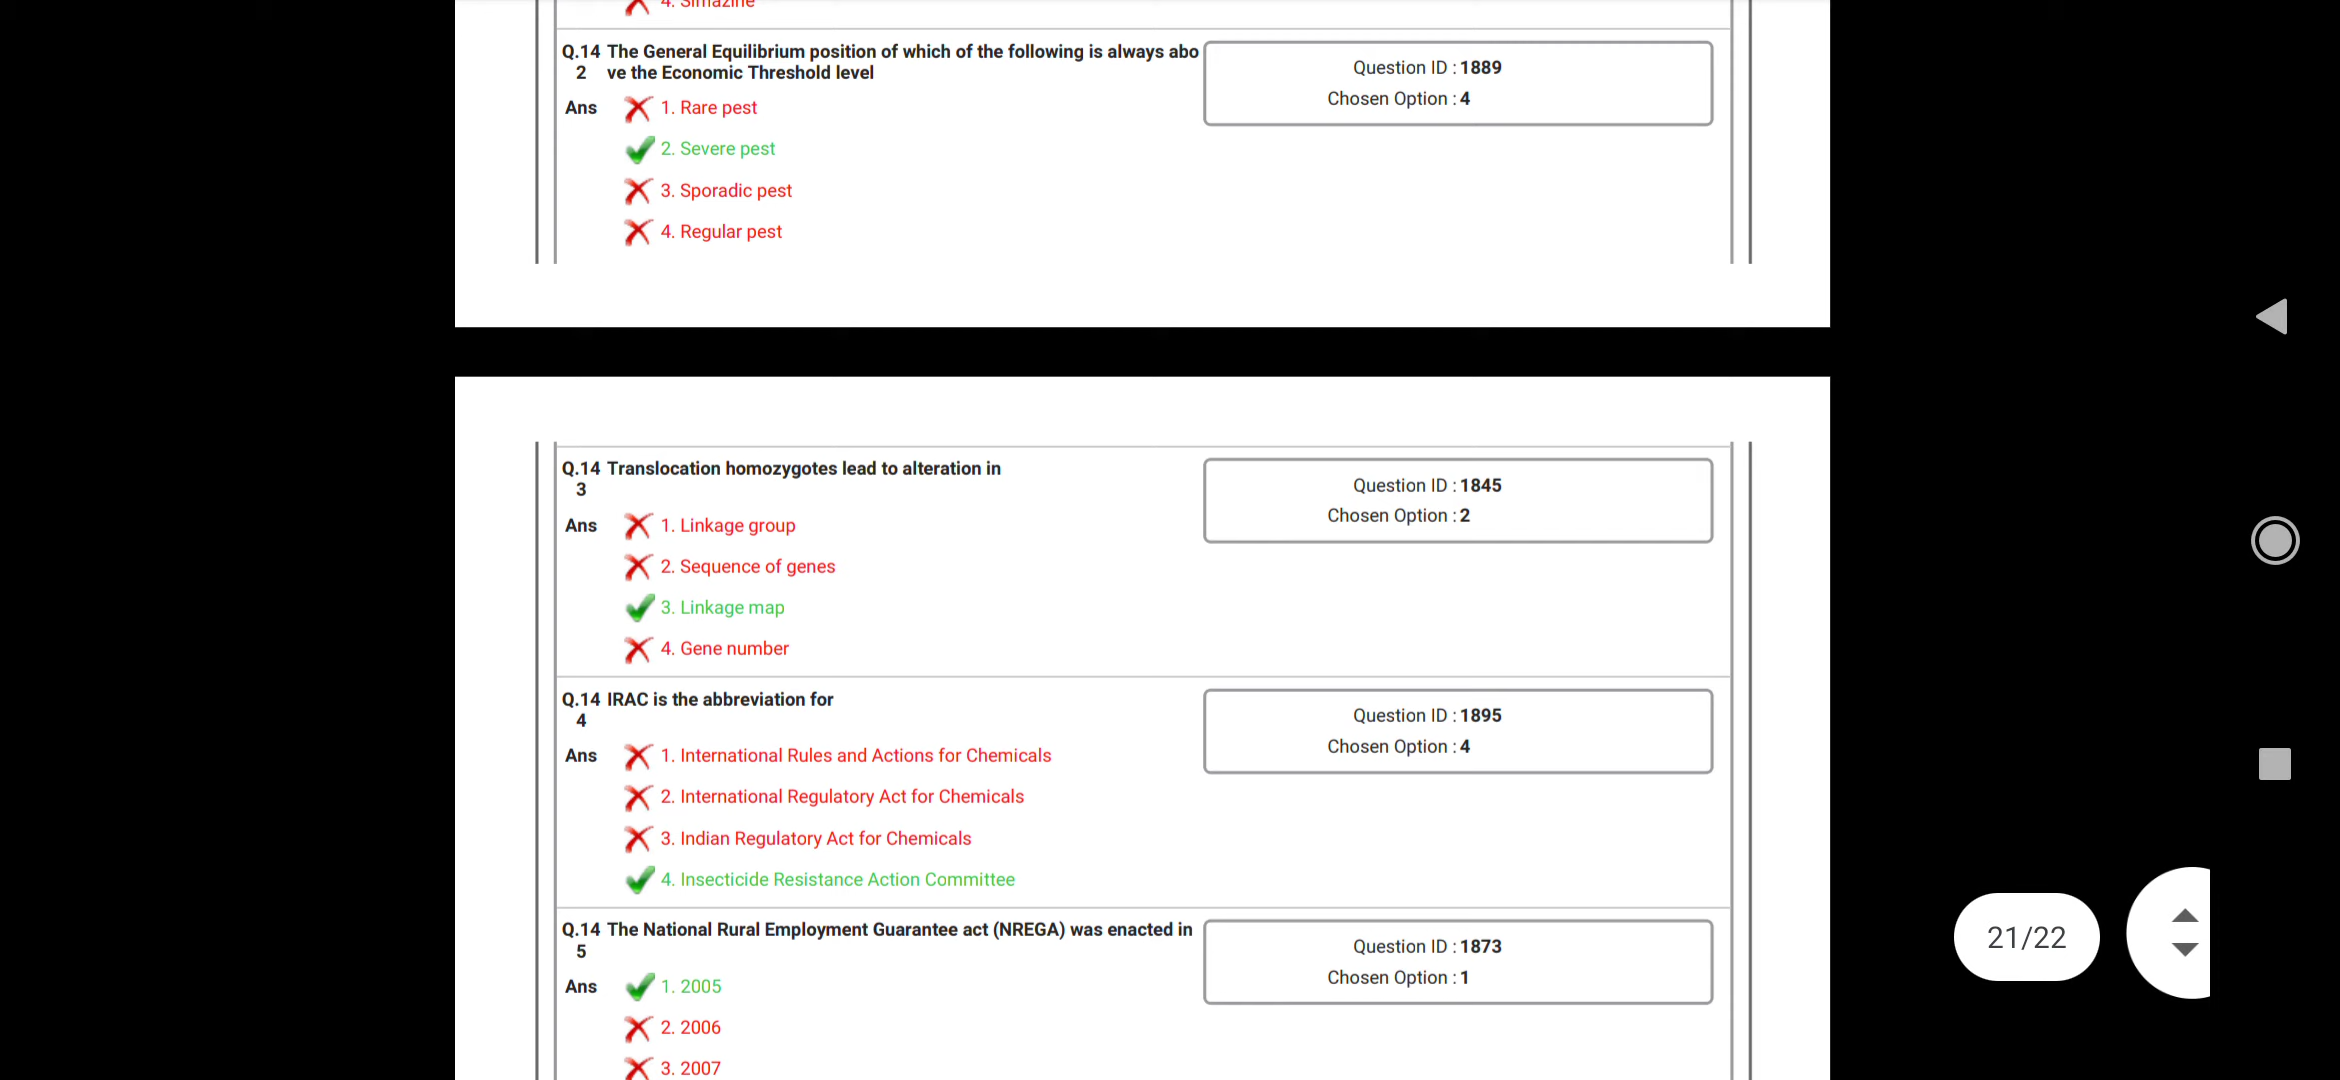 4. Simazine
Q.14 The General Equilibrium position of which of the following is always abo
2 ve the Economic Threshold level
Question ID : 1889
Chosen Option : 4
Ans 1. Rare pest
2. Severe pest
3. Sporadic pest
4. Regular pest
Q.14 Translocation homozygotes lead to alteration in
3
Question ID : 1845
Chosen Option : 2
Ans 1. Linkage group
2. Sequence of genes
3. Linkage map
4. Gene number
Q.14 IRAC is the abbreviation for
4
Question ID : 1895
Chosen Option : 4
Ans 1. International Rules and Actions for Chemicals
2. International Regulatory Act for Chemicals
3. Indian Regulatory Act for Chemicals
4. Insecticide Resistance Action Committee
Q.14 The National Rural Employment Guarantee act (NREGA) was enacted in
5
Question ID : 1873
Chosen Option : 1
Ans 1. 2005
2. 2006
3. 2007
21/22